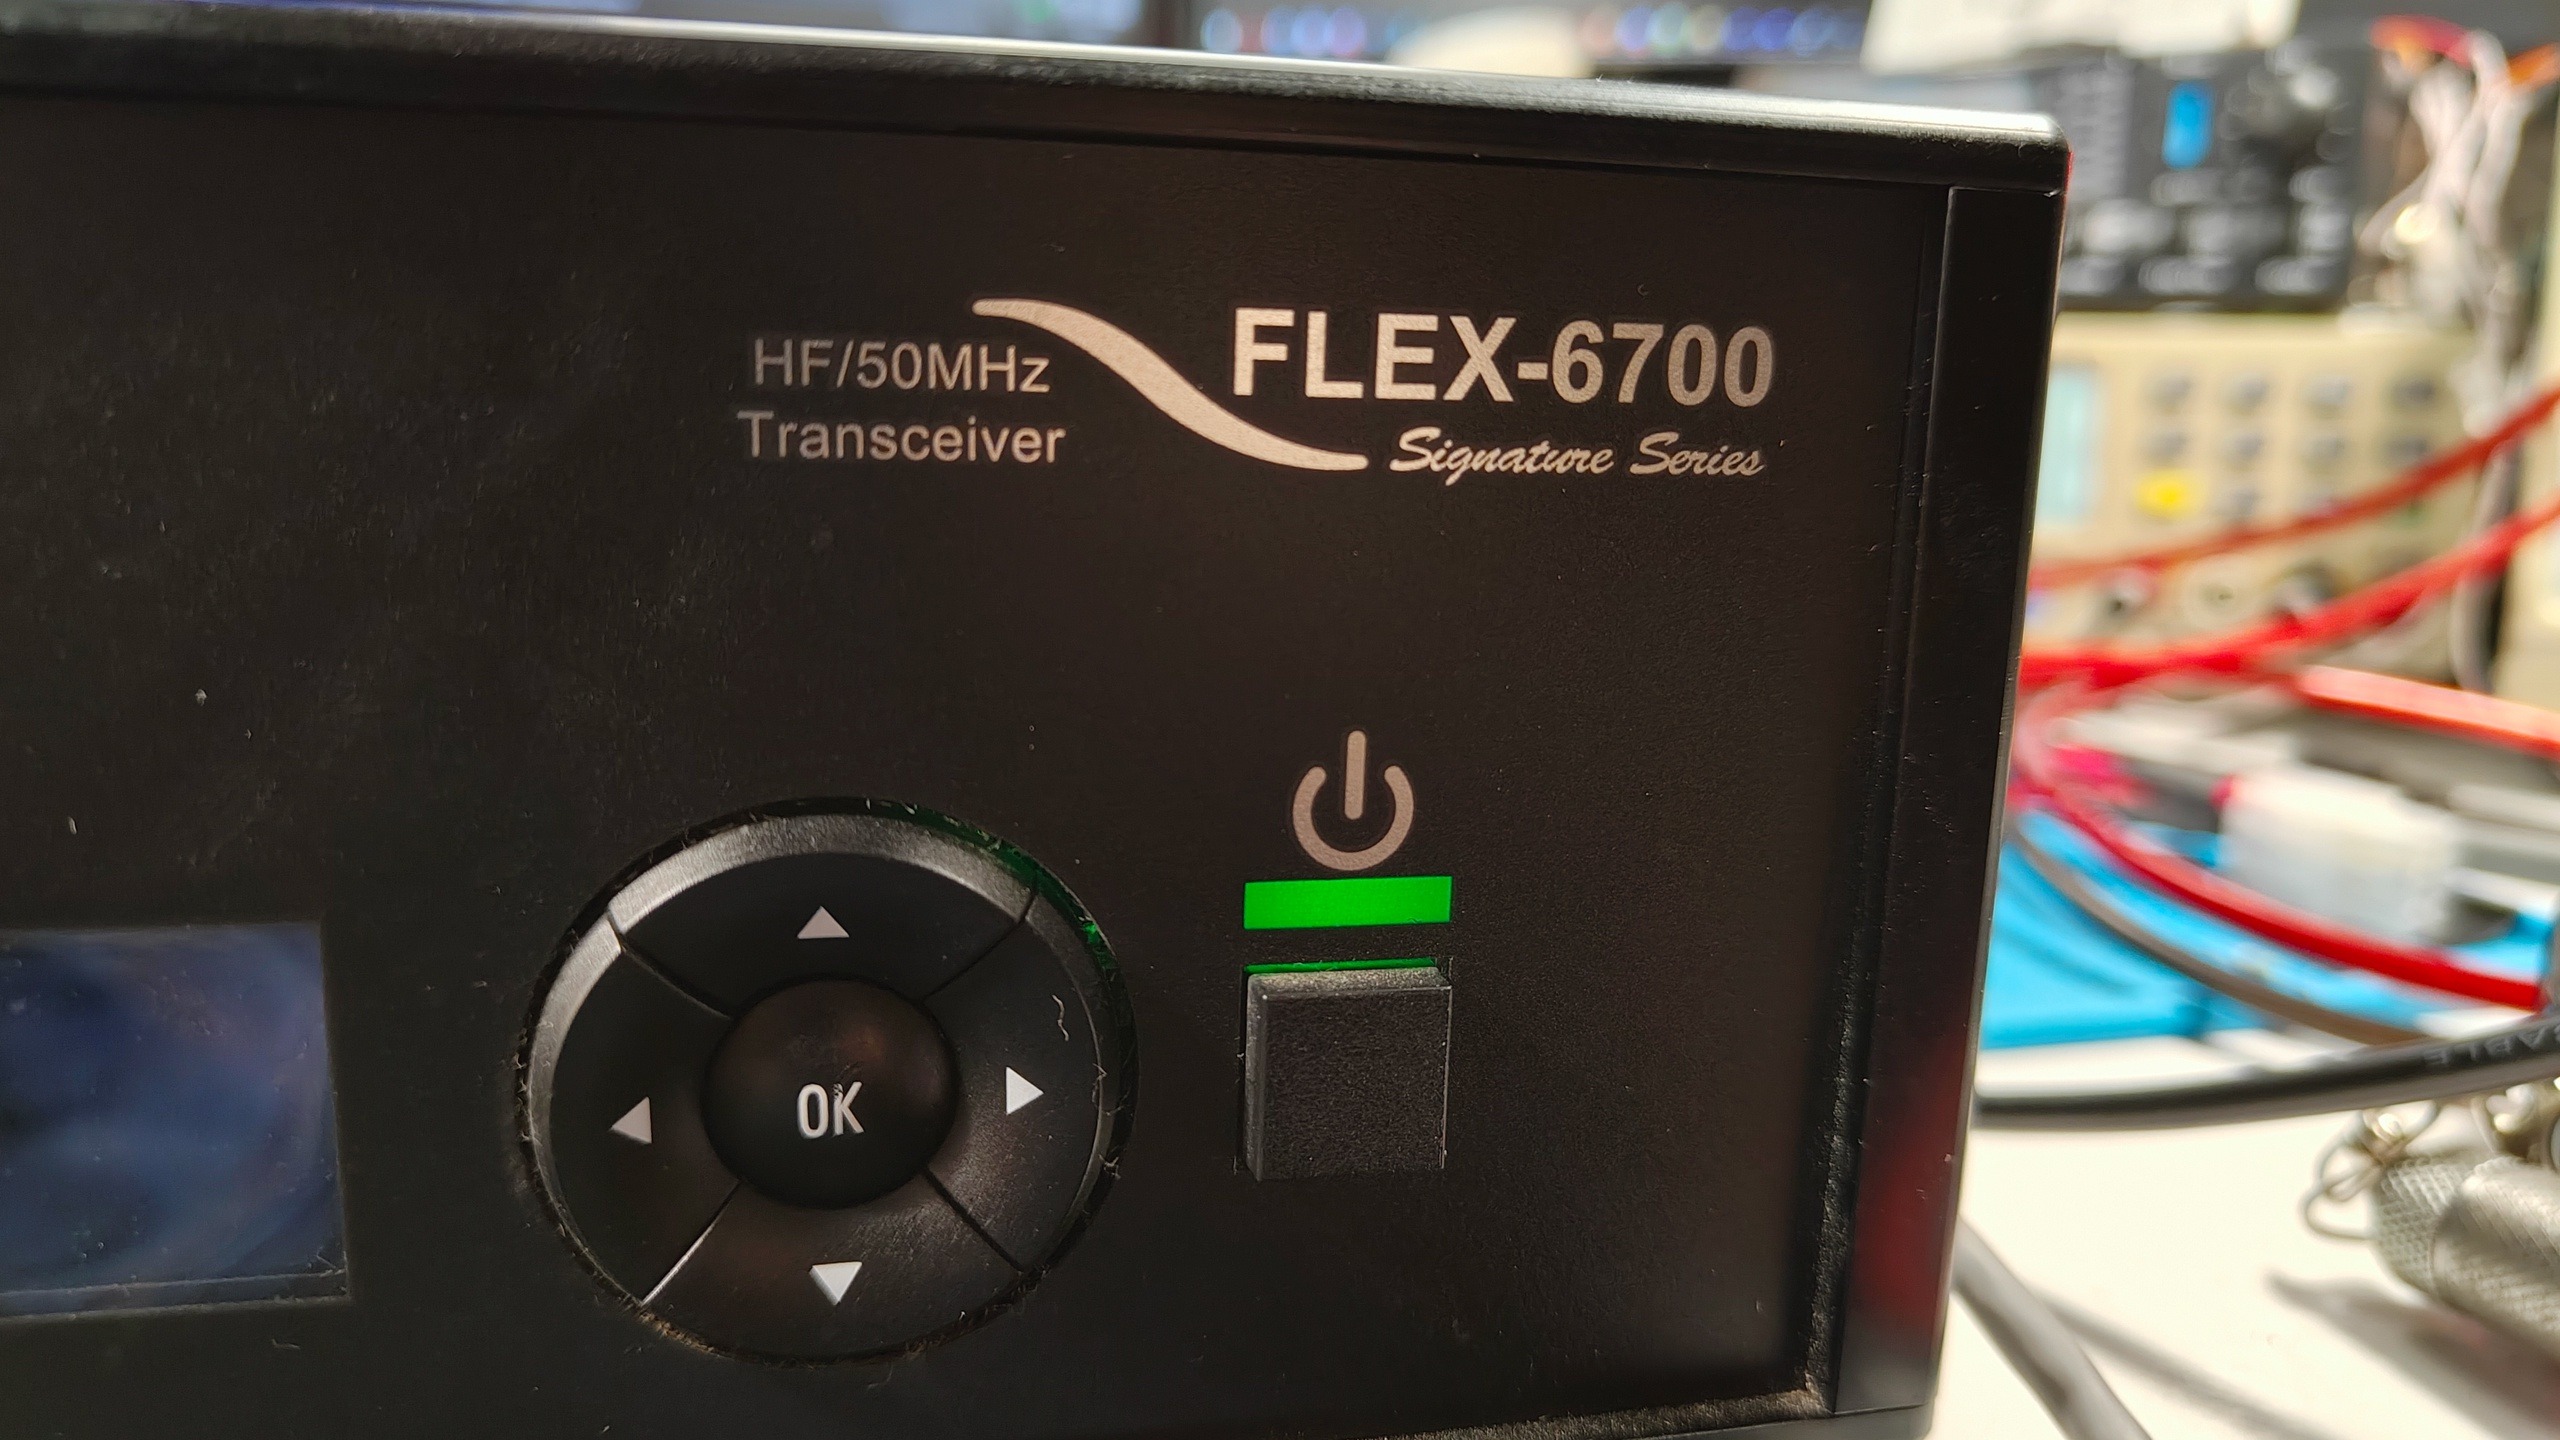 HF/50MHz
Transceiver
FLEX-6700
Signature Series
OK